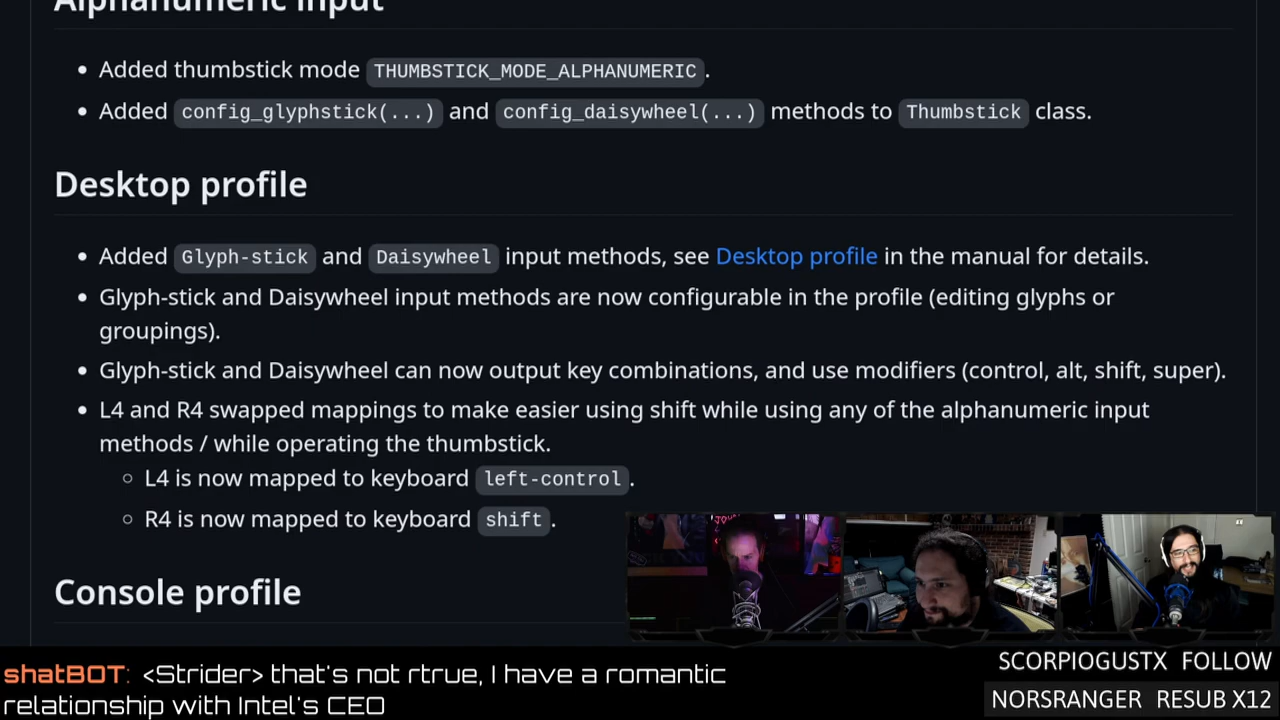 Alphanumeric input
• Added thumbstick mode THUMBSTICK_MODE_ALPHANUMERIC.
• Added config_glyphstick(...) and config_daisywheel(...) methods to Thumbstick class.
Desktop profile
• Added Glyph-stick and Daisywheel input methods, see Desktop profile in the manual for details.
• Glyph-stick and Daisywheel input methods are now configurable in the profile (editing glyphs or
groupings).
• Glyph-stick and Daisywheel can now output key combinations, and use modifiers (control, alt, shift, super).
• L4 and R4 swapped mappings to make easier using shift while using any of the alphanumeric input
methods / while operating the thumbstick.
◦ L4 is now mapped to keyboard left-control.
◦ R4 is now mapped to keyboard shift.
Console profile
shatBOT: <Strider> that's not rtrue, I have a romantic
relationship with Intel's CEO
SCORPIOGUSTX FOLLOW
NORSRANGER RESUB X12